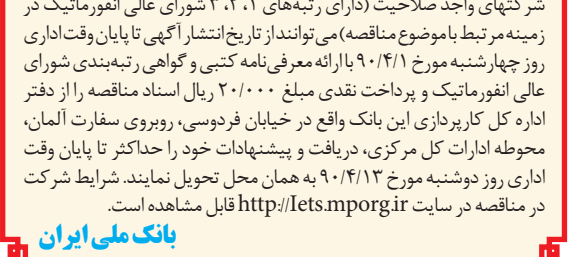 شرکتهای واجد صلاحیت (دارای رتبه‌های ۱، ۲، ۳ شورای عالی انفورماتیک در
زمینه مرتبط با موضوع مناقصه) می‌توانند از تاریخ انتشار آگهی تا پایان وقت اداری
روز چهارشنبه مورخ ۹۰/۴/۱ با ارائه معرفی‌نامه کتبی و گواهی رتبه‌بندی شورای
عالی انفورماتیک و پرداخت نقدی مبلغ ۲۰/۰۰۰ ریال اسناد مناقصه را از دفتر
اداره کل کارپردازی این بانک واقع در خیابان فردوسی، روبروی سفارت آلمان،
محوطه ادارات کل مرکزی، دریافت و پیشنهادات خود را حداکثر تا پایان وقت
اداری روز دوشنبه مورخ ۹۰/۴/۱۳ به همان محل تحویل نمایند. شرایط شرکت
در مناقصه در سایت http://Iets.mporg.ir قابل مشاهده است.
بانک ملی ایران